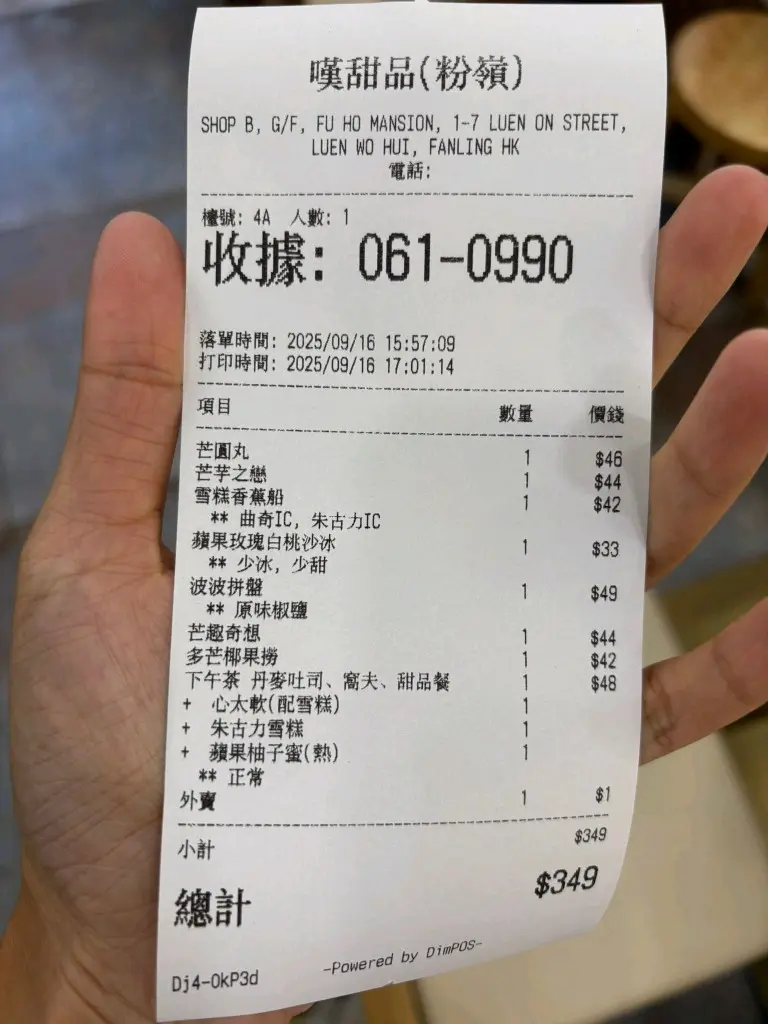 嘆甜品(粉嶺)
SHOP B, G/F, FU HO MANSION, 1-7 LUEN ON STREET,
LUEN WO HUI, FANLING HK
電話:
檯號: 4A 人數: 1
收據: 061-0990
落單時間: 2025/09/16 15:57:09
打印時間: 2025/09/16 17:01:14
項目 數量 價錢
芒圓丸 1 $46
芒芋之戀 1 $44
雪糕香蕉船 1 $42
** 曲奇IC, 朱古力IC
蘋果玫瑰白桃沙冰 1 $33
** 少冰, 少甜
波波拼盤 1 $49
** 原味椒鹽
芒趣奇想 1 $44
多芒椰果撈 1 $42
下午茶 丹麥吐司、窩夫、甜品餐 1 $48
+ 心太軟(配雪糕) 1
+ 朱古力雪糕 1
+ 蘋果柚子蜜(熱) 1
** 正常
外賣 1 $1
小計 $349
總計 $349
Dj4-0kP3d -Powered by DimPOS-